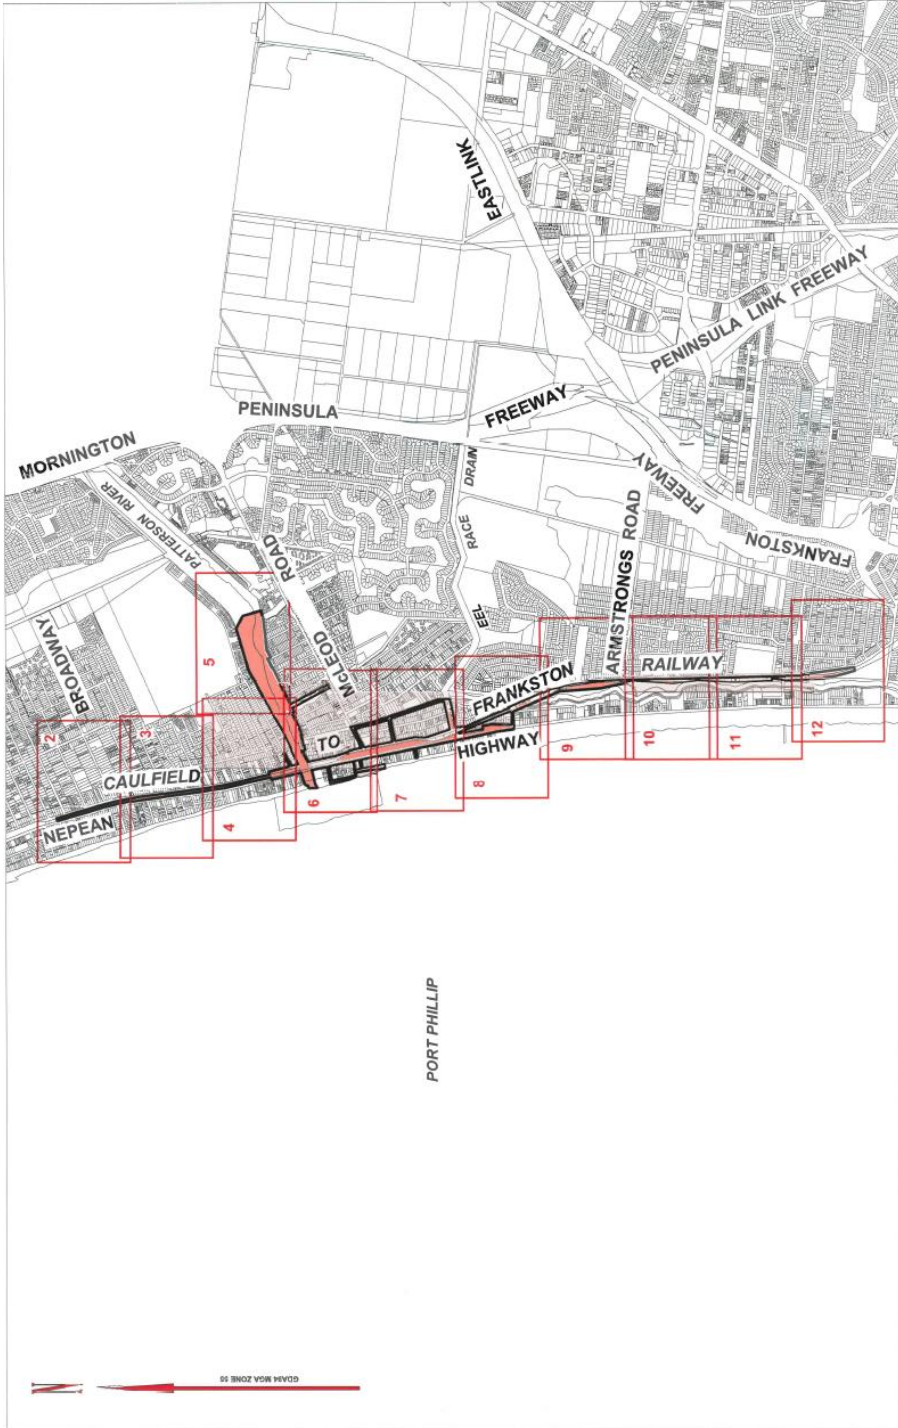 EASTLINK
PENINSULA LINK FREEWAY
PENINSULA
FREEWAY
MORNINGTON
PATTERSON RIVER
DRAIN
FREEWAY
ROAD
RACE
ARMSTRONGS ROAD
FRANKSTON
BROADWAY
5
McLEOD
EEL
RAILWAY
2
3
TO
FRANKSTON
12
CAULFIELD
HIGHWAY
9
10
11
NEPEAN
4
6
7
8
PORT PHILLIP
N
GDA94 MGA ZONE 55